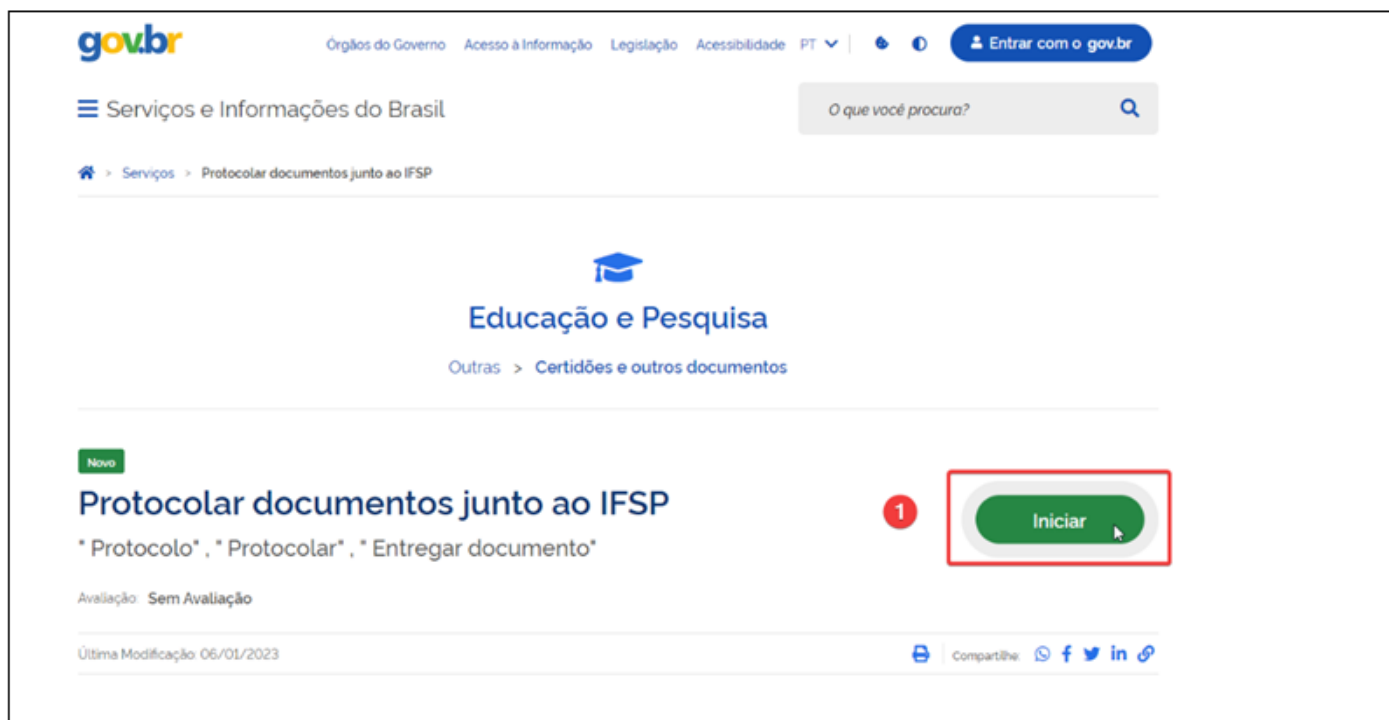 gov.br
Órgãos do Governo Acesso à Informação Legislação Acessibilidade PT
Entrar com o gov.br
Serviços e Informações do Brasil
O que você procura?
> Serviços > Protocolar documentos junto ao IFSP
Educação e Pesquisa
Outras > Certidões e outros documentos
Novo
Protocolar documentos junto ao IFSP
1
Iniciar
" Protocolo" , " Protocolar" , " Entregar documento"
Avaliação: Sem Avaliação
Última Modificação: 06/01/2023
Compartilhe: